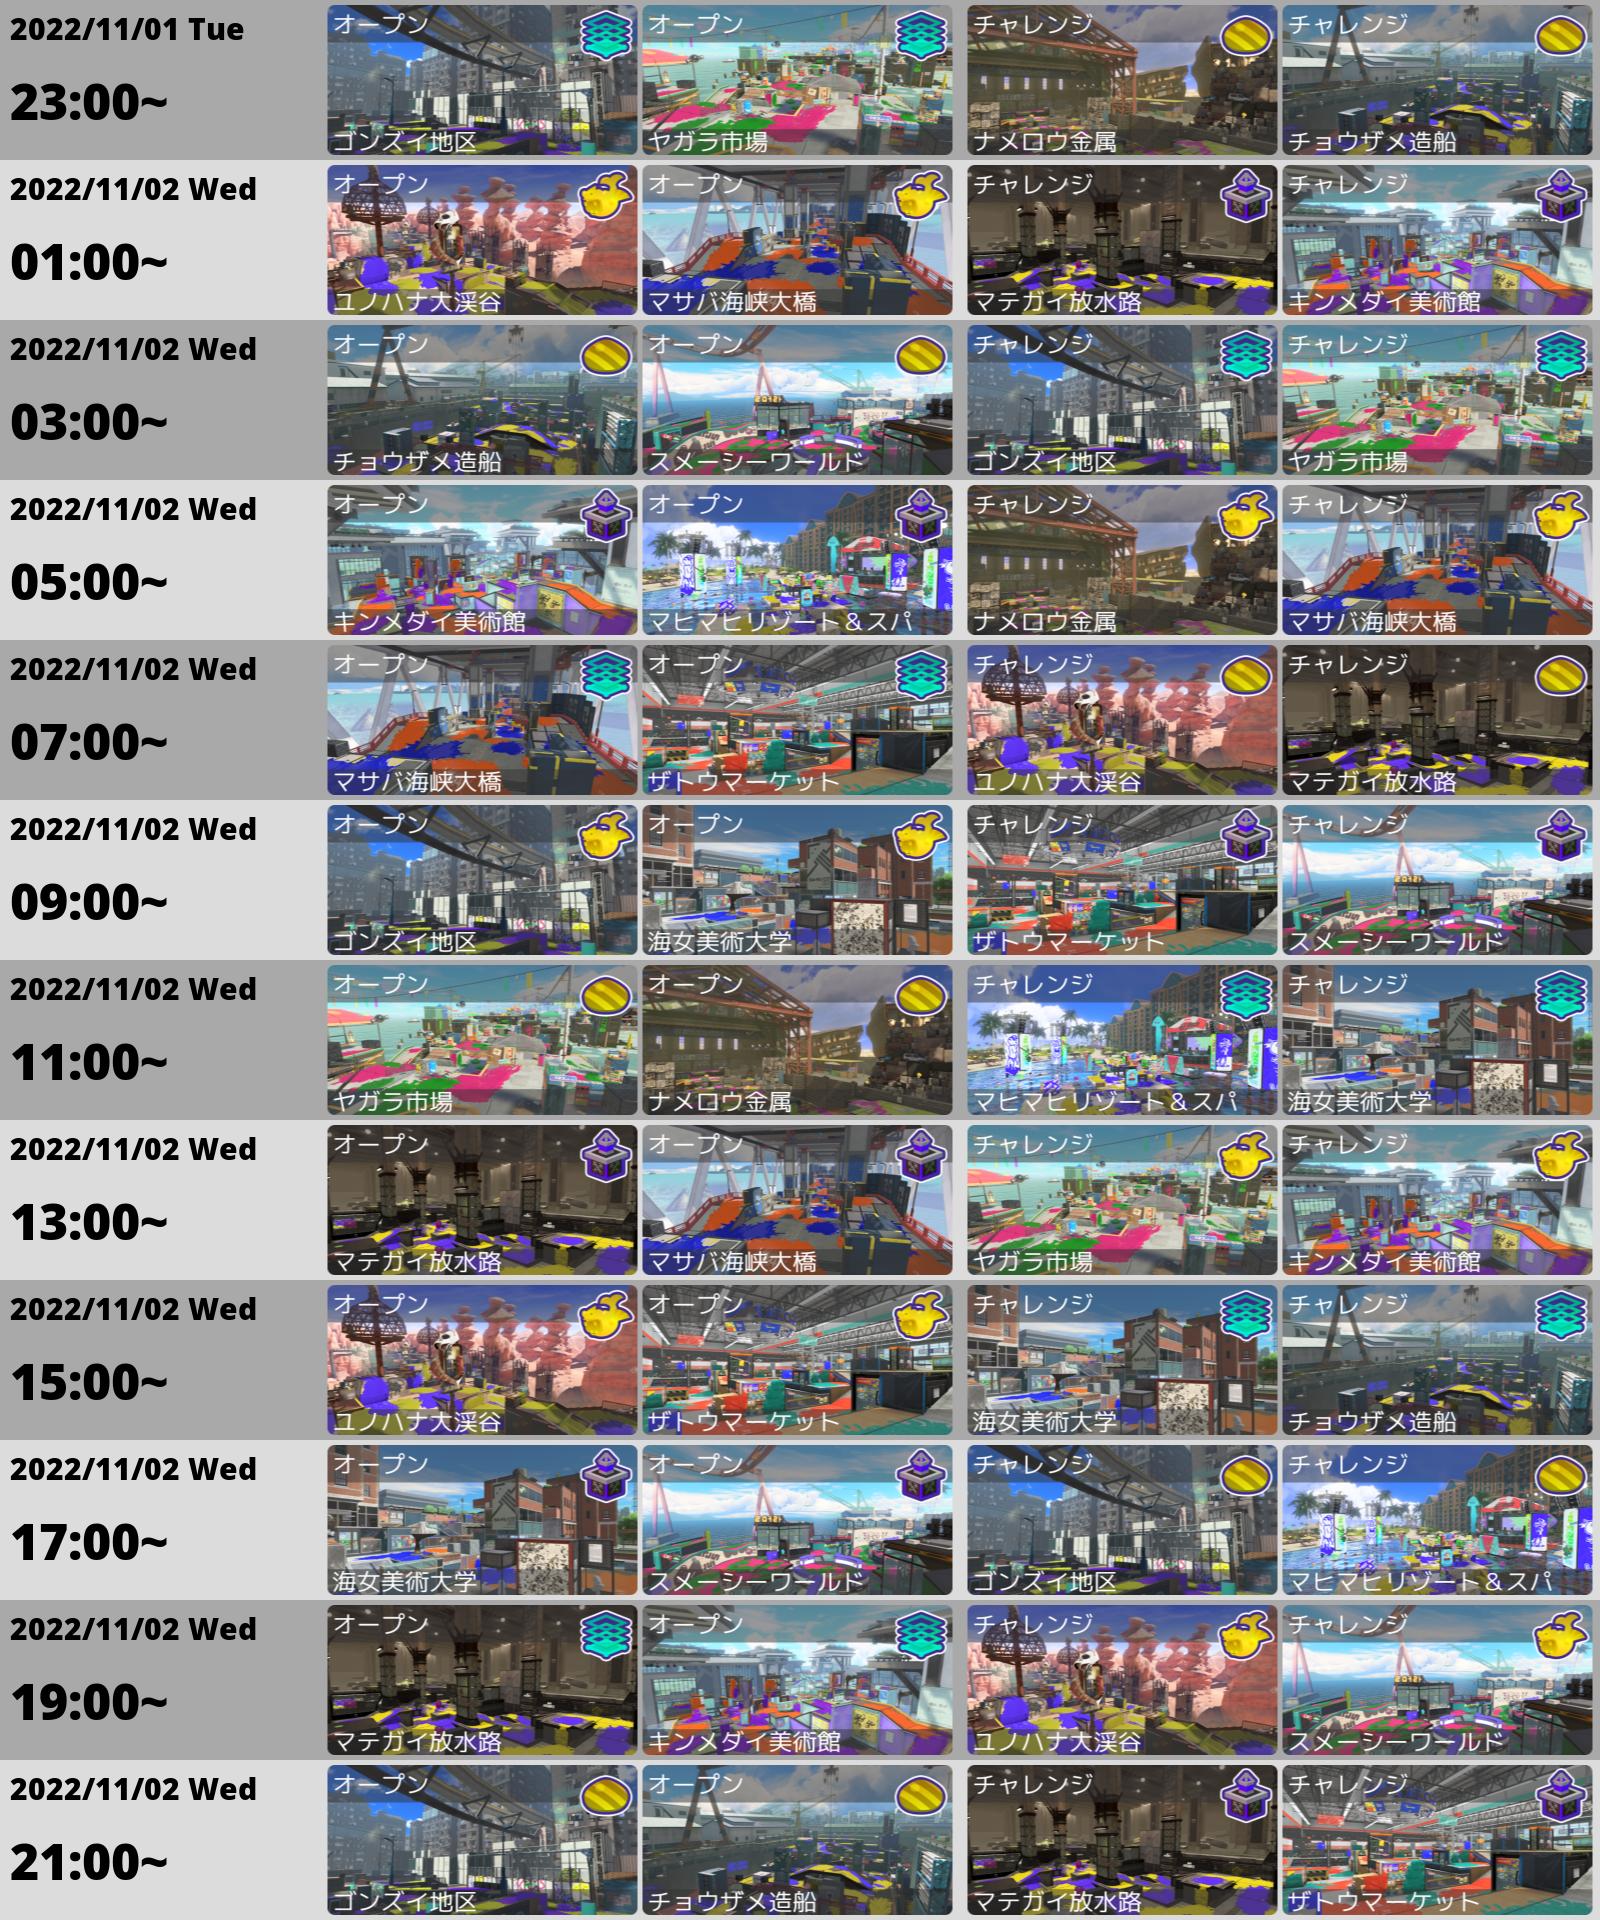 2022/11/01 Tue
23:00~
オープン
ゴンズイ地区
オープン
ヤガラ市場
チャレンジ
ナメロウ金属
チャレンジ
チョウザメ造船
2022/11/02 Wed
01:00~
オープン
ユノハナ大渓谷
オープン
マサバ海峡大橋
チャレンジ
マテガイ放水路
チャレンジ
キンメダイ美術館
2022/11/02 Wed
03:00~
オープン
チョウザメ造船
オープン
スメーシーワールド
チャレンジ
ゴンズイ地区
チャレンジ
ヤガラ市場
2022/11/02 Wed
05:00~
オープン
キンメダイ美術館
オープン
マヒマヒリゾート＆スパ
チャレンジ
ナメロウ金属
チャレンジ
マサバ海峡大橋
2022/11/02 Wed
07:00~
オープン
マサバ海峡大橋
オープン
ザトウマーケット
チャレンジ
ユノハナ大渓谷
チャレンジ
マテガイ放水路
2022/11/02 Wed
09:00~
オープン
ゴンズイ地区
オープン
海女美術大学
チャレンジ
ザトウマーケット
チャレンジ
スメーシーワールド
2022/11/02 Wed
11:00~
オープン
ヤガラ市場
オープン
ナメロウ金属
チャレンジ
マヒマヒリゾート＆スパ
チャレンジ
海女美術大学
2022/11/02 Wed
13:00~
オープン
マテガイ放水路
オープン
マサバ海峡大橋
チャレンジ
ヤガラ市場
チャレンジ
キンメダイ美術館
2022/11/02 Wed
15:00~
オープン
ユノハナ大渓谷
オープン
ザトウマーケット
チャレンジ
海女美術大学
チャレンジ
チョウザメ造船
2022/11/02 Wed
17:00~
オープン
海女美術大学
オープン
スメーシーワールド
チャレンジ
ゴンズイ地区
チャレンジ
マヒマヒリゾート＆スパ
2022/11/02 Wed
19:00~
オープン
マテガイ放水路
オープン
キンメダイ美術館
チャレンジ
ユノハナ大渓谷
チャレンジ
スメーシーワールド
2022/11/02 Wed
21:00~
オープン
ゴンズイ地区
オープン
チョウザメ造船
チャレンジ
マテガイ放水路
チャレンジ
ザトウマーケット